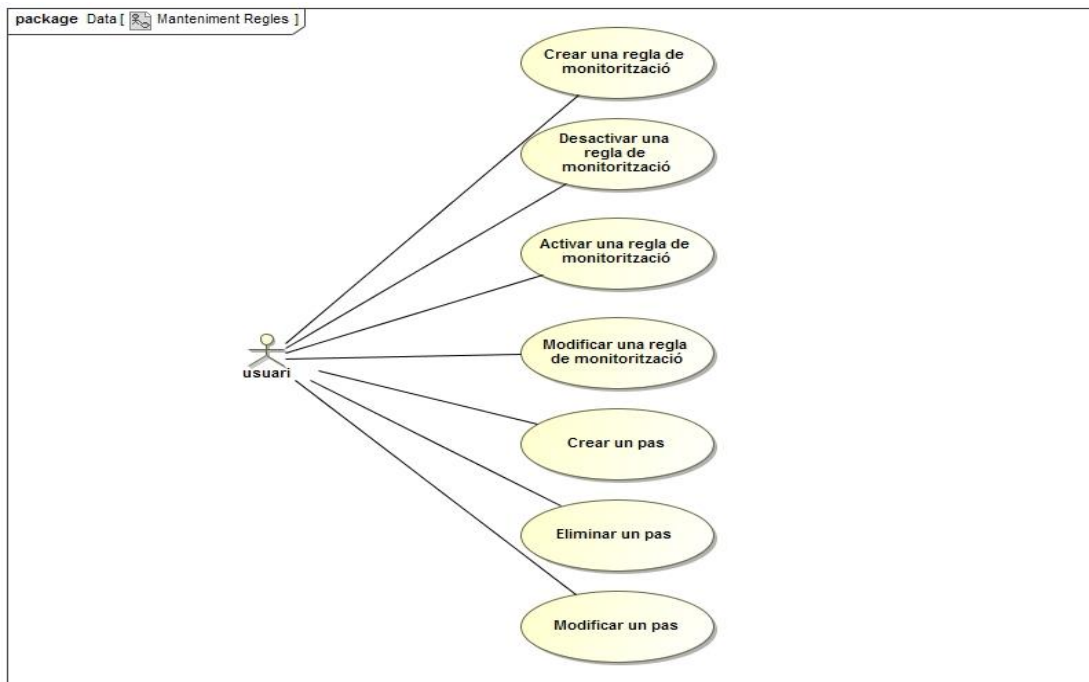 package Data [ Manteniment Regles ]
Crear una regla de
monitorització
Desactivar una
regla de
monitorització
Activar una regla de
monitorització
Modificar una regla
de monitorització
usuari
Crear un pas
Eliminar un pas
Modificar un pas